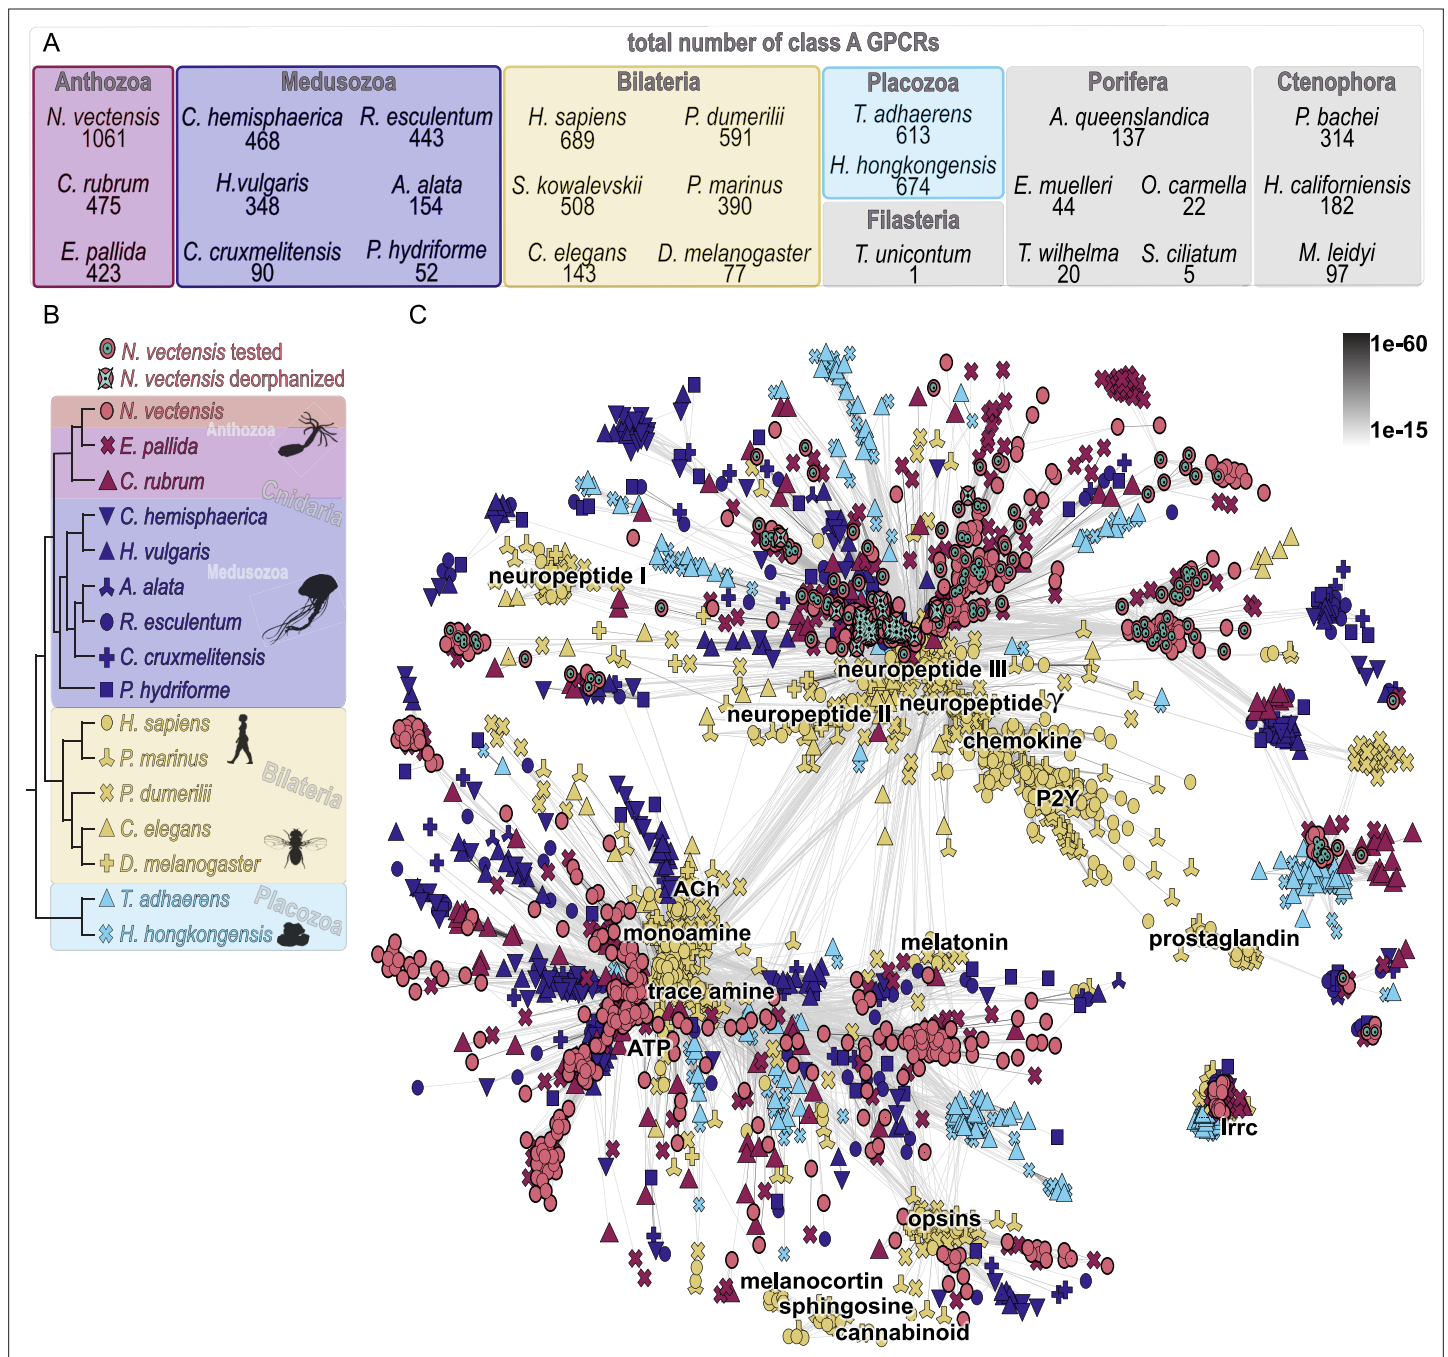 A
total number of class A GPCRs
Anthozoa
N. vectensis
1061
C. rubrum
475
E. pallida
423
Medusozoa
C. hemisphaerica
468
R. esculentum
443
H.vulgaris
348
A. alata
154
C. cruxmelitensis
90
P. hydriforme
52
Bilateria
H. sapiens
689
P. dumerilii
591
S. kowalevskii
508
P. marinus
390
C. elegans
143
D. melanogaster
77
Placozoa
T. adhaerens
613
H. hongkongensis
674
Filasteria
T. unicontum
1
Porifera
A. queenslandica
137
E. muelleri
44
O. carmella
22
T. wilhelma
20
S. ciliatum
5
Ctenophora
P. bachei
314
H. californiensis
182
M. leidyi
97
B
N. vectensis tested
N. vectensis deorphanized
N. vectensis
Anthozoa
E. pallida
C. rubrum
Cnidaria
C. hemisphaerica
H. vulgaris
Medusozoa
A. alata
R. esculentum
C. cruxmelitensis
P. hydriforme
H. sapiens
P. marinus
Bilateria
P. dumerilii
C. elegans
D. melanogaster
T. adhaerens
Placozoa
H. hongkongensis
C
1e-60
1e-15
neuropeptide I
neuropeptide III
neuropeptide II
neuropeptide γ
chemokine
P2Y
ACh
monoamine
melatonin
prostaglandin
trace amine
ATP
lrrc
opsins
melanocortin
sphingosine
cannabinoid